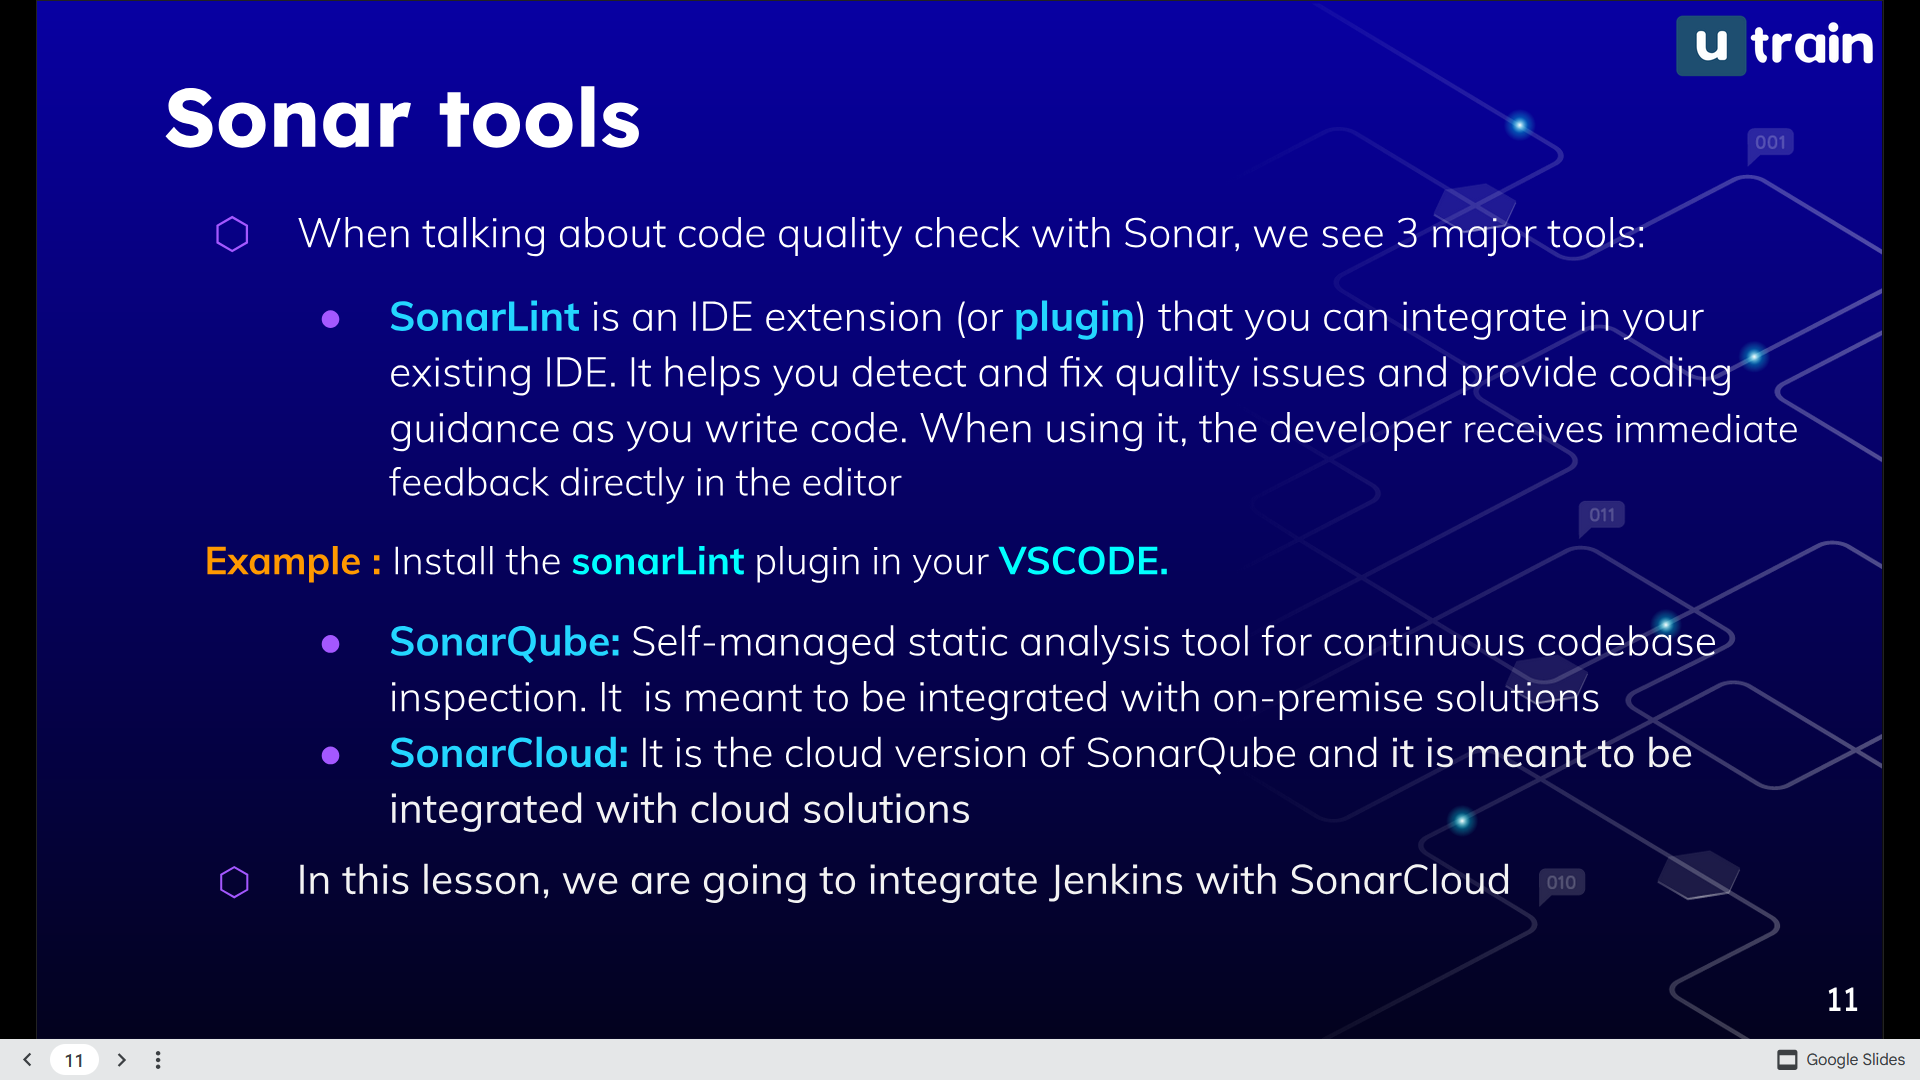 u train
Sonar tools
001
When talking about code quality check with Sonar, we see 3 major tools:
SonarLint is an IDE extension (or plugin) that you can integrate in your
existing IDE. It helps you detect and fix quality issues and provide coding
guidance as you write code. When using it, the developer receives immediate
feedback directly in the editor
011
Example : Install the sonarLint plugin in your VSCODE.
SonarQube: Self-managed static analysis tool for continuous codebase
inspection. It  is meant to be integrated with on-premise solutions
SonarCloud: It is the cloud version of SonarQube and it is meant to be
integrated with cloud solutions
In this lesson, we are going to integrate Jenkins with SonarCloud
010
11
11
Google Slides